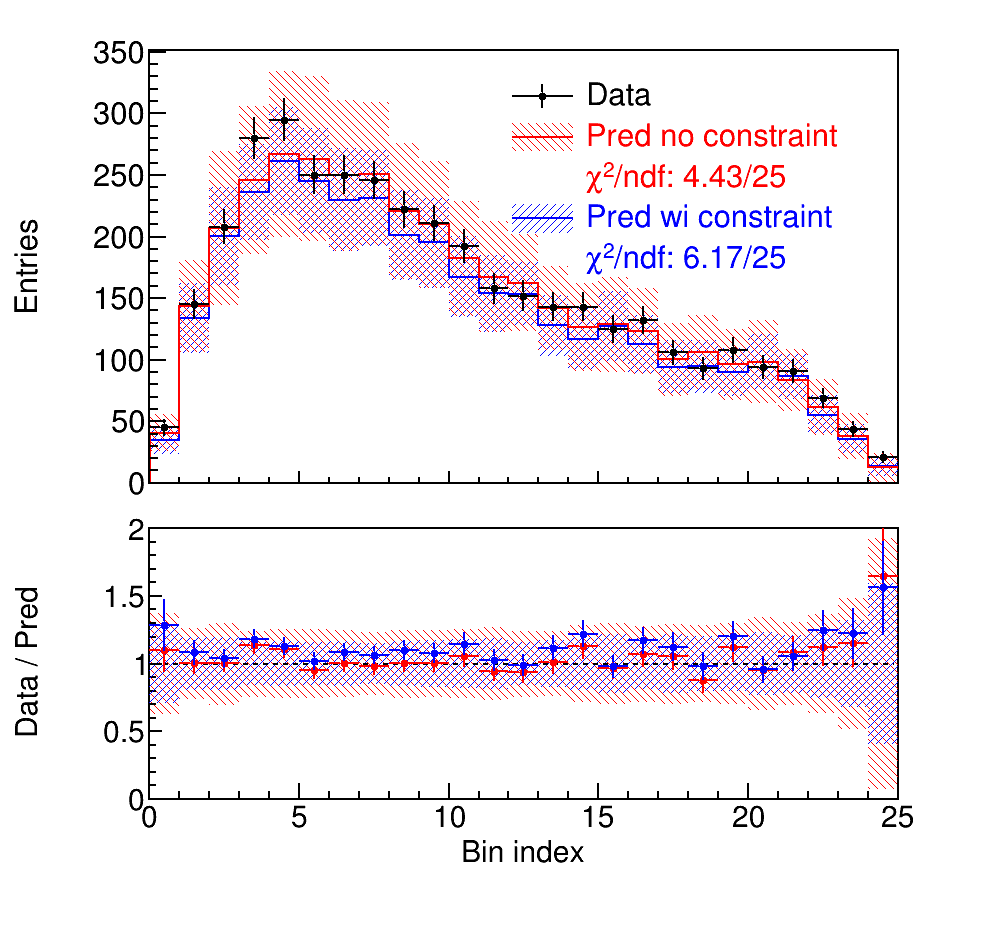 350
300
250
200
150
100
50
0
Entries
Data
Pred no constraint
χ²/ndf: 4.43/25
Pred wi constraint
χ²/ndf: 6.17/25
2
1.5
1
0.5
0
Data / Pred
0 5 10 15 20 25
Bin index